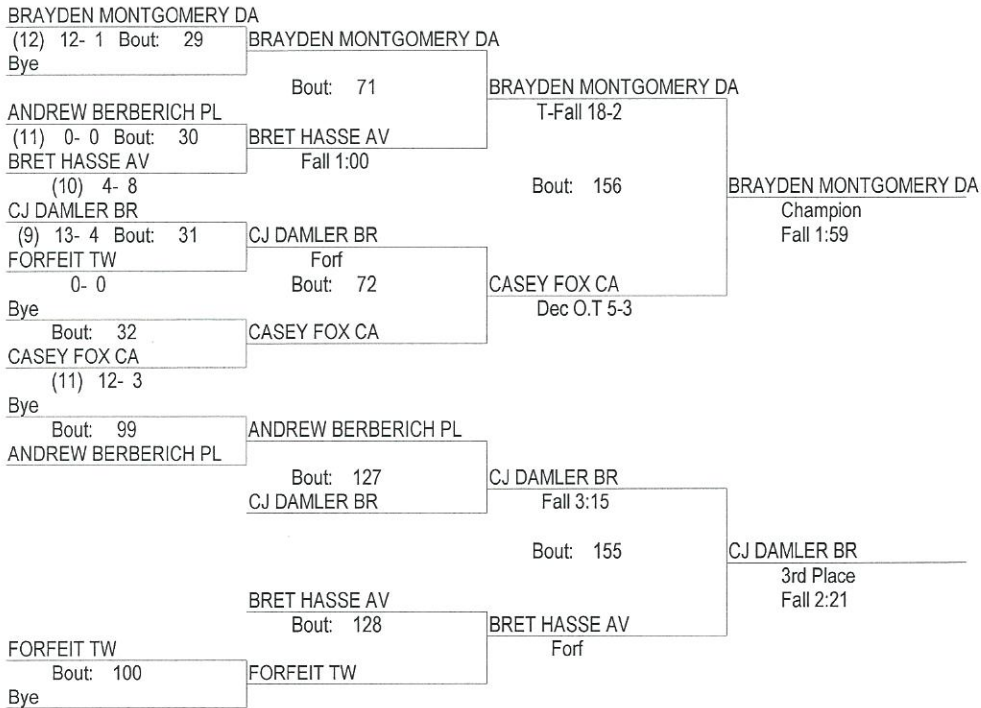 BRAYDEN MONTGOMERY DA
(12) 12- 1 Bout: 29
Bye
BRAYDEN MONTGOMERY DA
Bout: 71
BRAYDEN MONTGOMERY DA
T-Fall 18-2
ANDREW BERBERICH PL
(11) 0- 0 Bout: 30
BRET HASSE AV
BRET HASSE AV
Fall 1:00
(10) 4- 8
Bout: 156
BRAYDEN MONTGOMERY DA
Champion
Fall 1:59
CJ DAMLER BR
(9) 13- 4 Bout: 31
CJ DAMLER BR
FORFEIT TW
Forf
0- 0
Bout: 72
CASEY FOX CA
Dec O.T 5-3
Bye
Bout: 32
CASEY FOX CA
CASEY FOX CA
(11) 12- 3
Bye
Bout: 99
ANDREW BERBERICH PL
ANDREW BERBERICH PL
Bout: 127
CJ DAMLER BR
CJ DAMLER BR
Fall 3:15
Bout: 155
CJ DAMLER BR
3rd Place
Fall 2:21
BRET HASSE AV
Bout: 128
BRET HASSE AV
Forf
FORFEIT TW
Bout: 100
FORFEIT TW
Bye